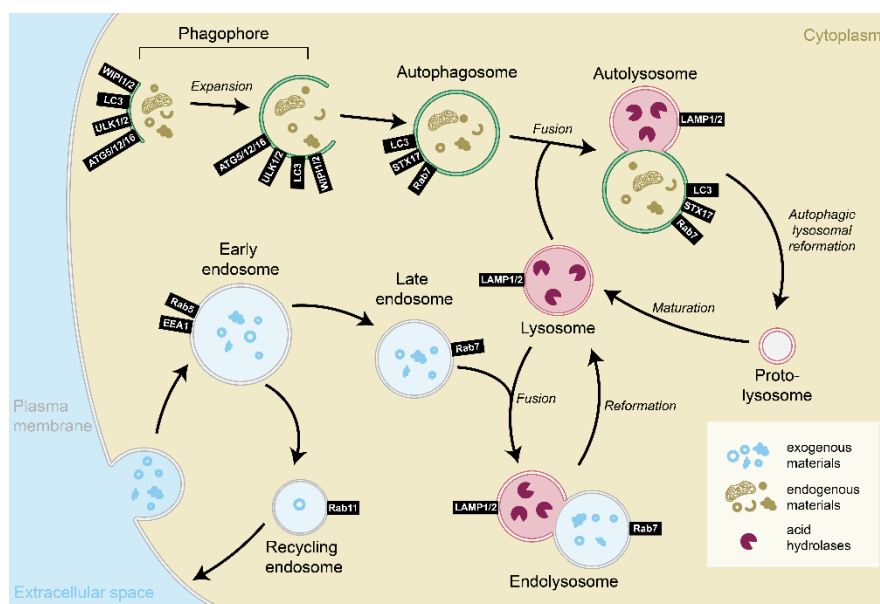 Phagophore
Cytoplasm
WIPI1/2
LC3
ULK1/2
ATG5/12/16
Expansion
ATG5/12/16
ULK1/2
LC3
WIPI1/2
Autophagosome
LC3
STX17
Rab7
Fusion
Autolysosome
LAMP1/2
LC3
STX17
Rab7
Autophagic
lysosomal
reformation
Early
endosome
Rab5
EEA1
Late
endosome
Rab7
LAMP1/2
Lysosome
Maturation
Proto-
lysosome
Fusion
Reformation
Plasma
membrane
Rab11
Recycling
endosome
LAMP1/2
Rab7
Endolysosome
Extracellular space
exogenous
materials
endogenous
materials
acid
hydrolases